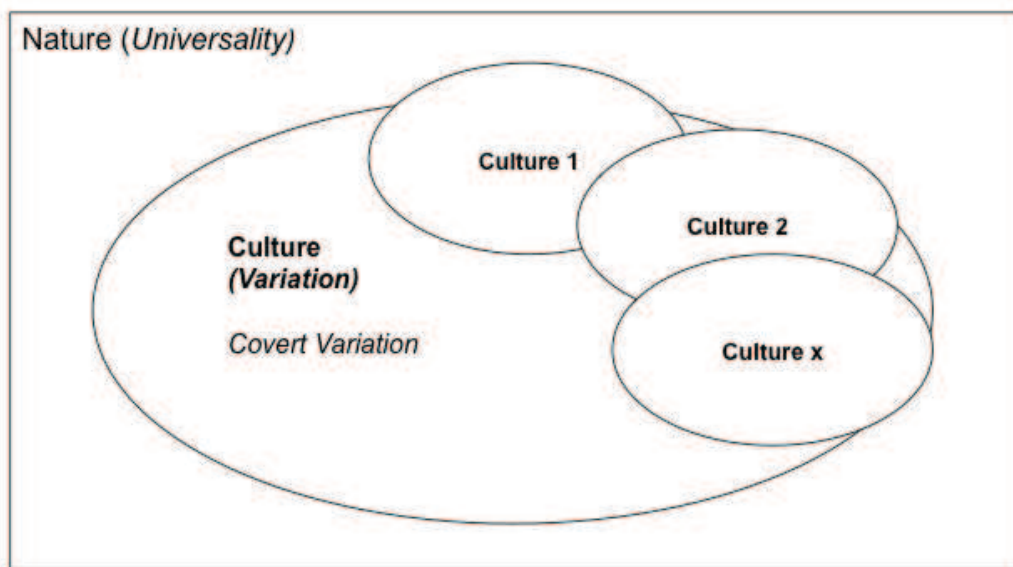 Nature (Universality)
Culture 1
Culture 2
Culture
(Variation)
Covert Variation
Culture x